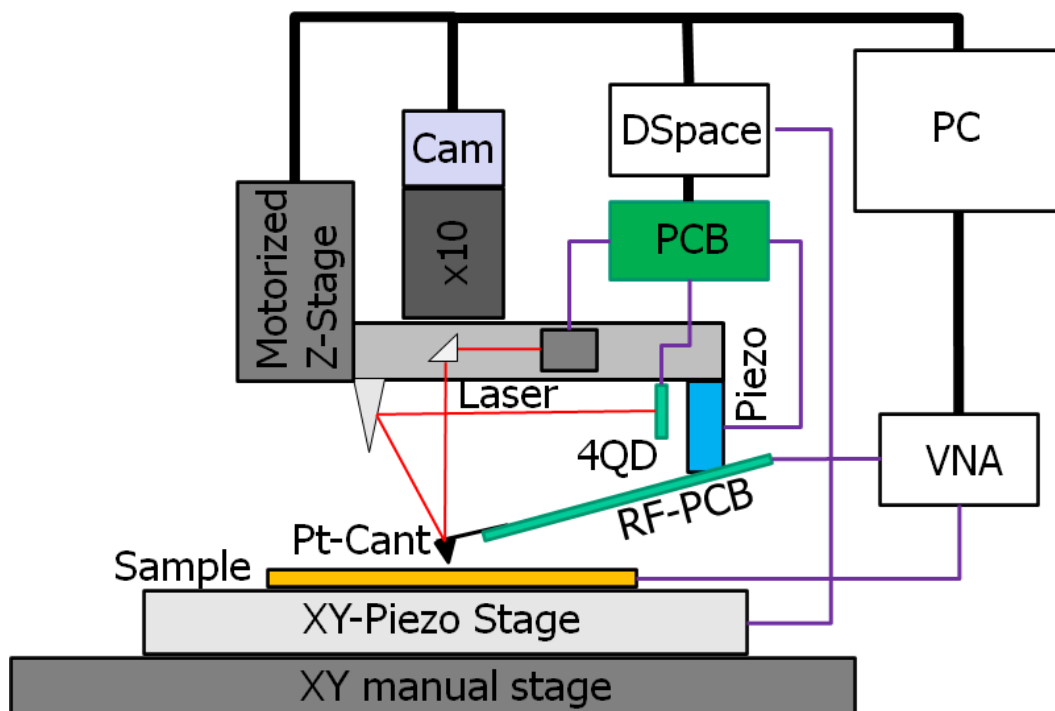 Cam
DSpace
PC
Motorized
Z-Stage
x10
PCB
Laser
Piezo
4QD
VNA
RF-PCB
Pt-Cant
Sample
XY-Piezo Stage
XY manual stage